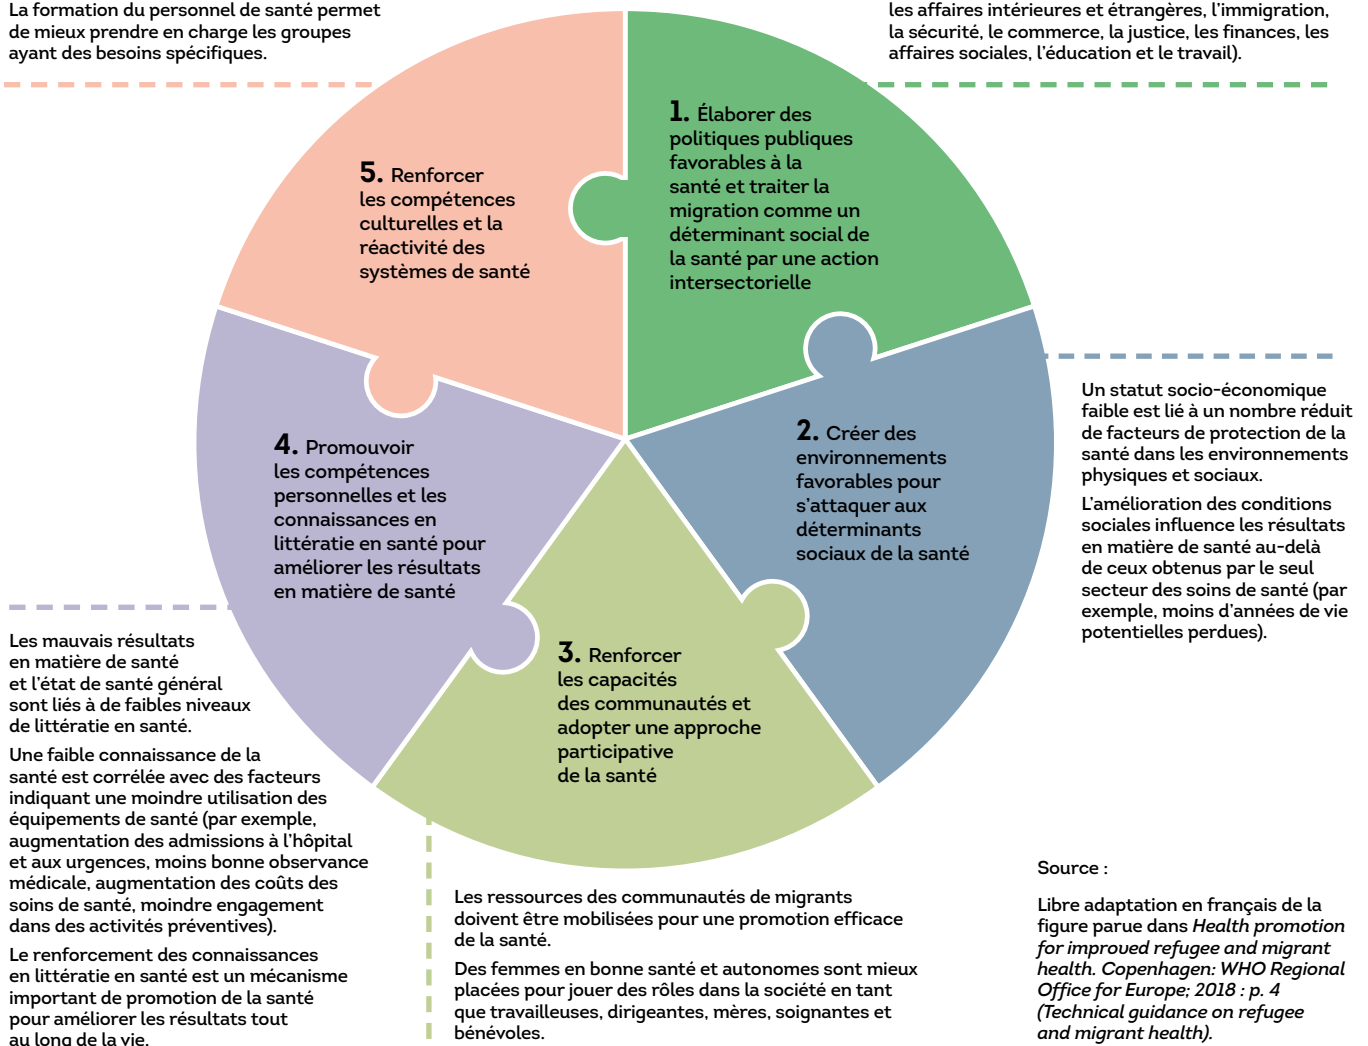 La formation du personnel de santé permet
de mieux prendre en charge les groupes
ayant des besoins spécifiques.
les affaires intérieures et étrangères, l’immigration,
la sécurité, le commerce, la justice, les finances, les
affaires sociales, l’éducation et le travail).
1. Élaborer des
politiques publiques
favorables à la
santé et traiter la
migration comme un
déterminant social de
la santé par une action
intersectorielle
5. Renforcer
les compétences
culturelles et la
réactivité des
systèmes de santé
2. Créer des
environnements
favorables pour
s’attaquer aux
déterminants
sociaux de la santé
Un statut socio-économique
faible est lié à un nombre réduit
de facteurs de protection de la
santé dans les environnements
physiques et sociaux.
L’amélioration des conditions
sociales influence les résultats
en matière de santé au-delà
de ceux obtenus par le seul
secteur des soins de santé (par
exemple, moins d’années de vie
potentielles perdues).
4. Promouvoir
les compétences
personnelles et les
connaissances en
littératie en santé pour
améliorer les résultats
en matière de santé
3. Renforcer
les capacités
des communautés et
adopter une approche
participative
de la santé
Les mauvais résultats
en matière de santé
et l’état de santé général
sont liés à de faibles niveaux
de littératie en santé.
Une faible connaissance de la
santé est corrélée avec des facteurs
indiquant une moindre utilisation des
équipements de santé (par exemple,
augmentation des admissions à l’hôpital
et aux urgences, moins bonne observance
médicale, augmentation des coûts des
soins de santé, moindre engagement
dans des activités préventives).
Le renforcement des connaissances
en littératie en santé est un mécanisme
important de promotion de la santé
pour améliorer les résultats tout
au long de la vie.
Les ressources des communautés de migrants
doivent être mobilisées pour une promotion efficace
de la santé.
Des femmes en bonne santé et autonomes sont mieux
placées pour jouer des rôles dans la société en tant
que travailleuses, dirigeantes, mères, soignantes et
bénévoles.
Source :
Libre adaptation en français de la
figure parue dans Health promotion
for improved refugee and migrant
health. Copenhagen: WHO Regional
Office for Europe; 2018 : p. 4
(Technical guidance on refugee
and migrant health).